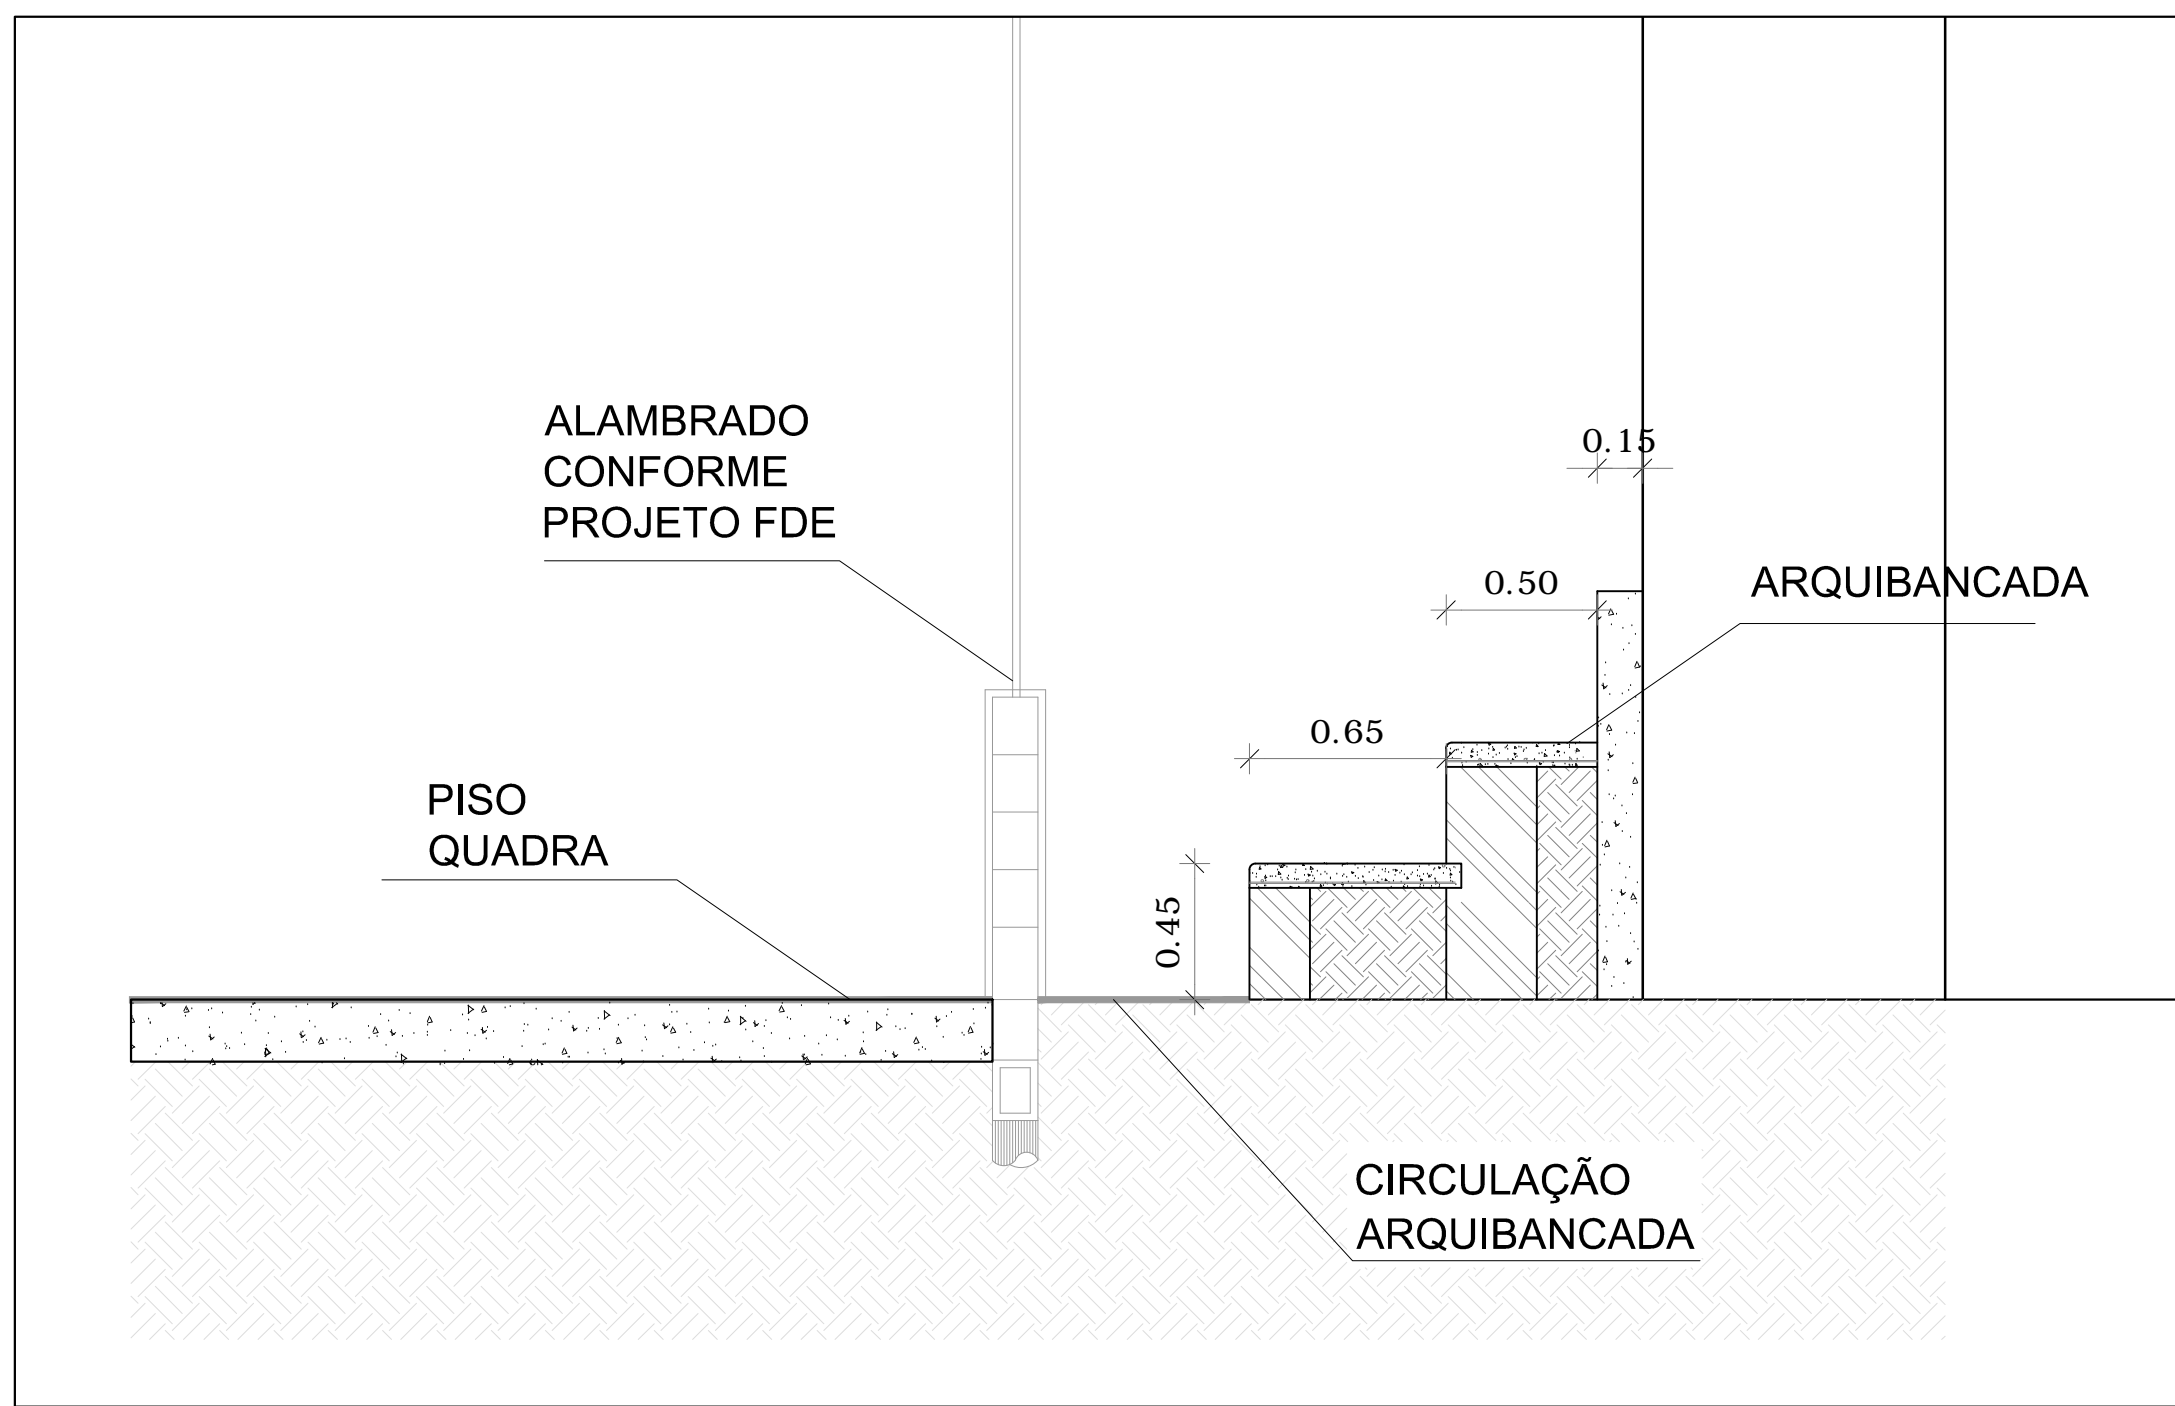 ALAMBRADO
CONFORME
PROJETO FDE
0.15
0.50
ARQUIBANCADA
0.65
PISO
QUADRA
0.45
CIRCULAÇÃO
ARQUIBANCADA